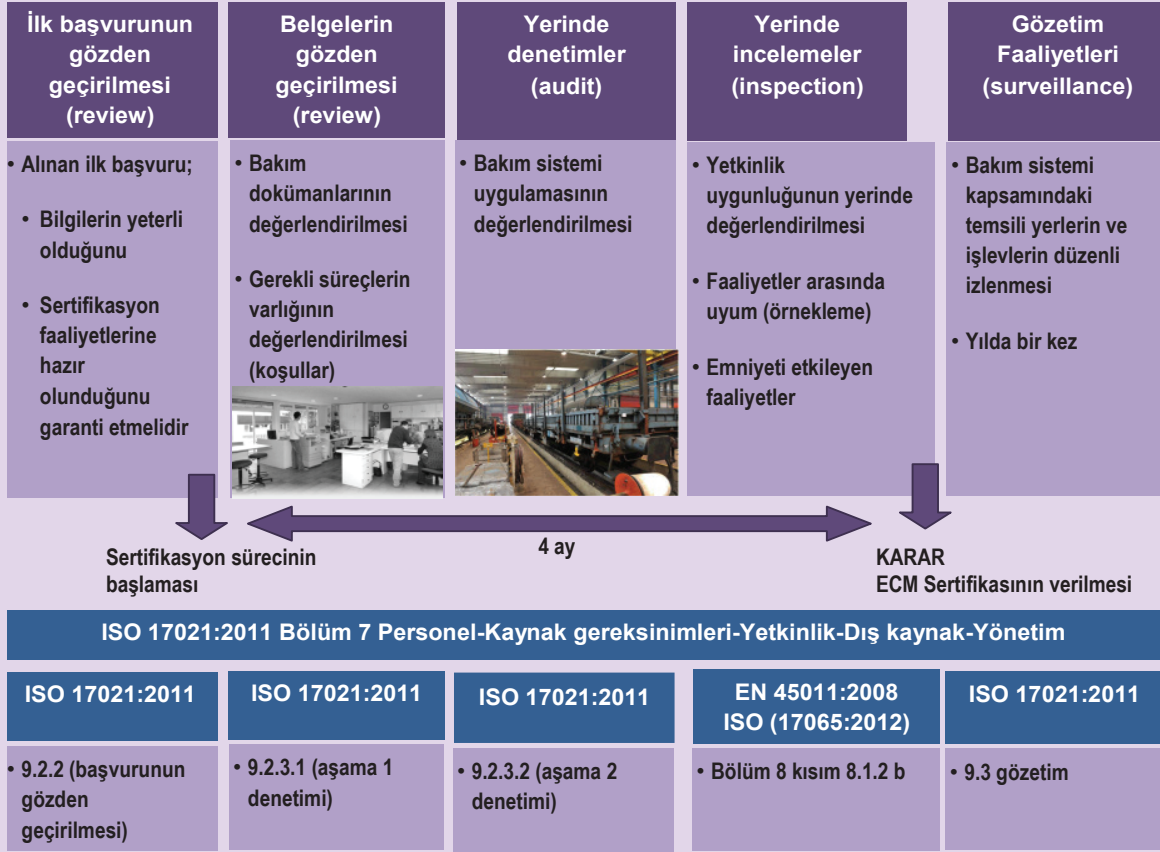 İlk başvurunun
gözden
geçirilmesi
(review)
Belgelerin
gözden
geçirilmesi
(review)
Yerinde
denetimler
(audit)
Yerinde
incelemeler
(inspection)
Gözetim
Faaliyetleri
(surveillance)
• Alınan ilk başvuru;
• Bilgilerin yeterli
olduğunu
• Sertifikasyon
faaliyetlerine
hazır
olunduğunu
garanti etmelidir
• Bakım
dokümanlarının
değerlendirilmesi
• Gerekli süreçlerin
varlığının
değerlendirilmesi
(koşullar)
• Bakım sistemi
uygulamasının
değerlendirilmesi
• Yetkinlik
uygunluğunun yerinde
değerlendirilmesi
• Faaliyetler arasında
uyum (örnekleme)
• Emniyeti etkileyen
faaliyetler
• Bakım sistemi
kapsamındaki
temsili yerlerin ve
işlevlerin düzenli
izlenmesi
• Yılda bir kez
Sertifikasyon sürecinin
başlaması
4 ay
KARAR
ECM Sertifikasının verilmesi
ISO 17021:2011 Bölüm 7 Personel-Kaynak gereksinimleri-Yetkinlik-Dış kaynak-Yönetim
ISO 17021:2011
ISO 17021:2011
ISO 17021:2011
EN 45011:2008
ISO (17065:2012)
ISO 17021:2011
• 9.2.2 (başvurunun
gözden
geçirilmesi)
• 9.2.3.1 (aşama 1
denetimi)
• 9.2.3.2 (aşama 2
denetimi)
• Bölüm 8 kısım 8.1.2 b
• 9.3 gözetim